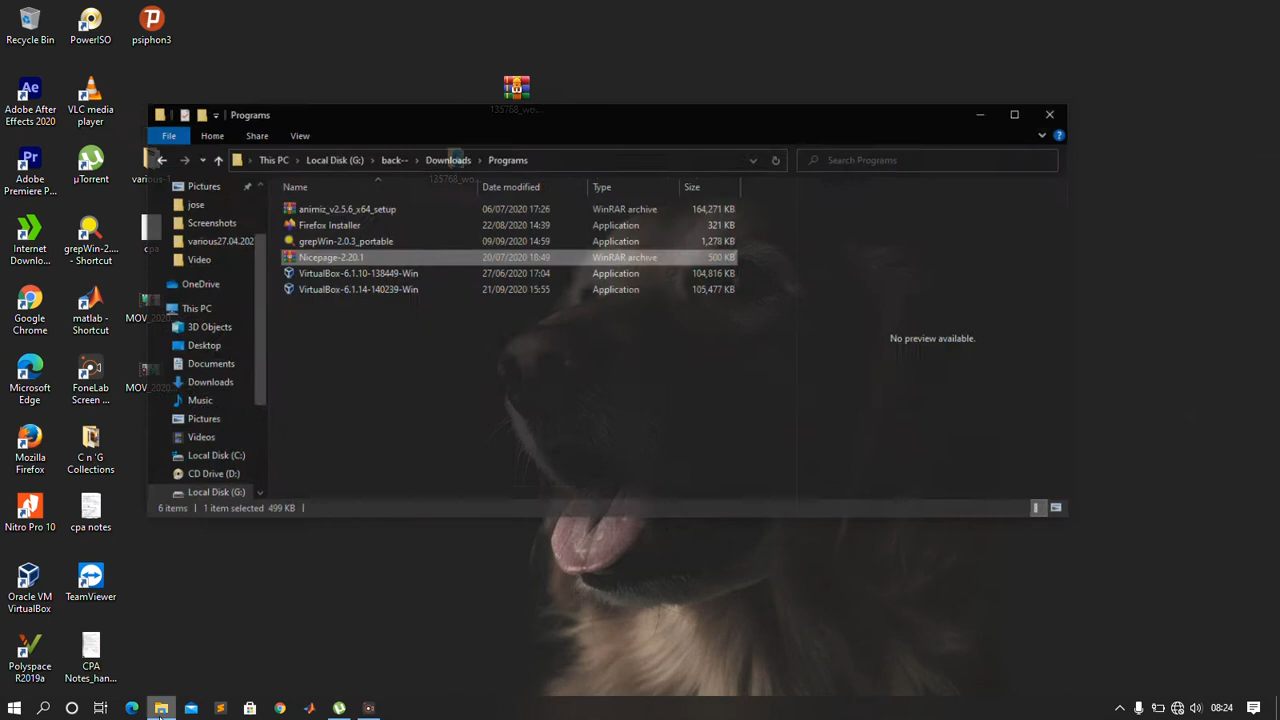 Recycle Bin
PowerISO
psiphon3
Adobe After
Effects 2020
VLC media
player
135768_wo...
Adobe
Premiere P...
µTorrent
various-1
Internet
Downlo...
grepWin-2....
- Shortcut
cpa
Google
Chrome
matlab -
Shortcut
MOV_2020...
Microsoft
Edge
FoneLab
Screen ...
MOV_2020...
Mozilla
Firefox
C n 'G
Collections
Nitro Pro 10
cpa notes
Oracle VM
VirtualBox
TeamViewer
Polyspace
R2019a
CPA
Notes_han...
Programs
File Home Share View
This PC > Local Disk (G:) > back-- > Downloads > Programs
Search Programs
135768_wo...
Pictures
jose
Screenshots
various27.04.202
Video
OneDrive
This PC
3D Objects
Desktop
Documents
Downloads
Music
Pictures
Videos
Local Disk (C:)
CD Drive (D:)
Local Disk (G:)
Name Date modified Type Size
animiz_v2.5.6_x64_setup 06/07/2020 17:26 WinRAR archive 164,271 KB
Firefox Installer 22/08/2020 14:39 Application 321 KB
grepWin-2.0.3_portable 09/09/2020 14:59 Application 1,278 KB
Nicepage-2.20.1 20/07/2020 18:49 WinRAR archive 500 KB
VirtualBox-6.1.10-138449-Win 27/06/2020 17:04 Application 104,816 KB
VirtualBox-6.1.14-140239-Win 21/09/2020 15:55 Application 105,477 KB
No preview available.
6 items 1 item selected 499 KB
08:24